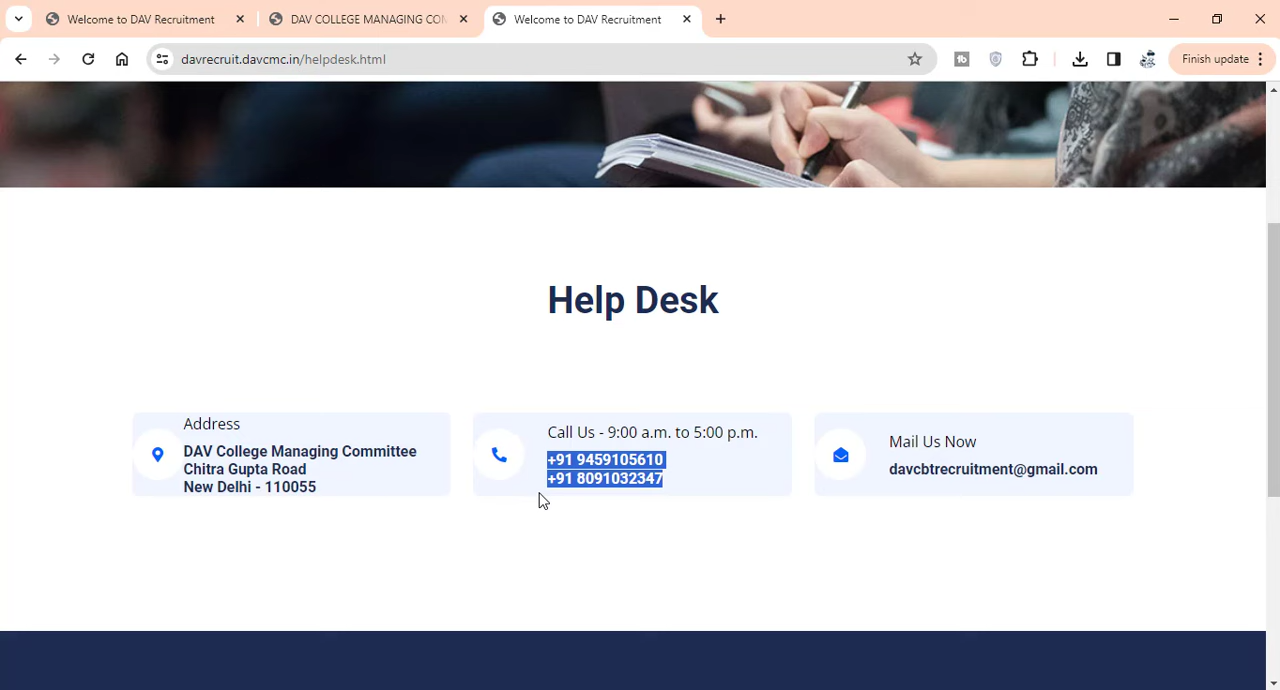 Welcome to DAV Recruitment
DAV COLLEGE MANAGING CON
Welcome to DAV Recruitment
davrecruit.davcmc.in/helpdesk.html
Finish update
Help Desk
Address
DAV College Managing Committee
Chitra Gupta Road
New Delhi - 110055
Call Us - 9:00 a.m. to 5:00 p.m.
+91 9459105610
+91 8091032347
Mail Us Now
davcbtrecruitment@gmail.com